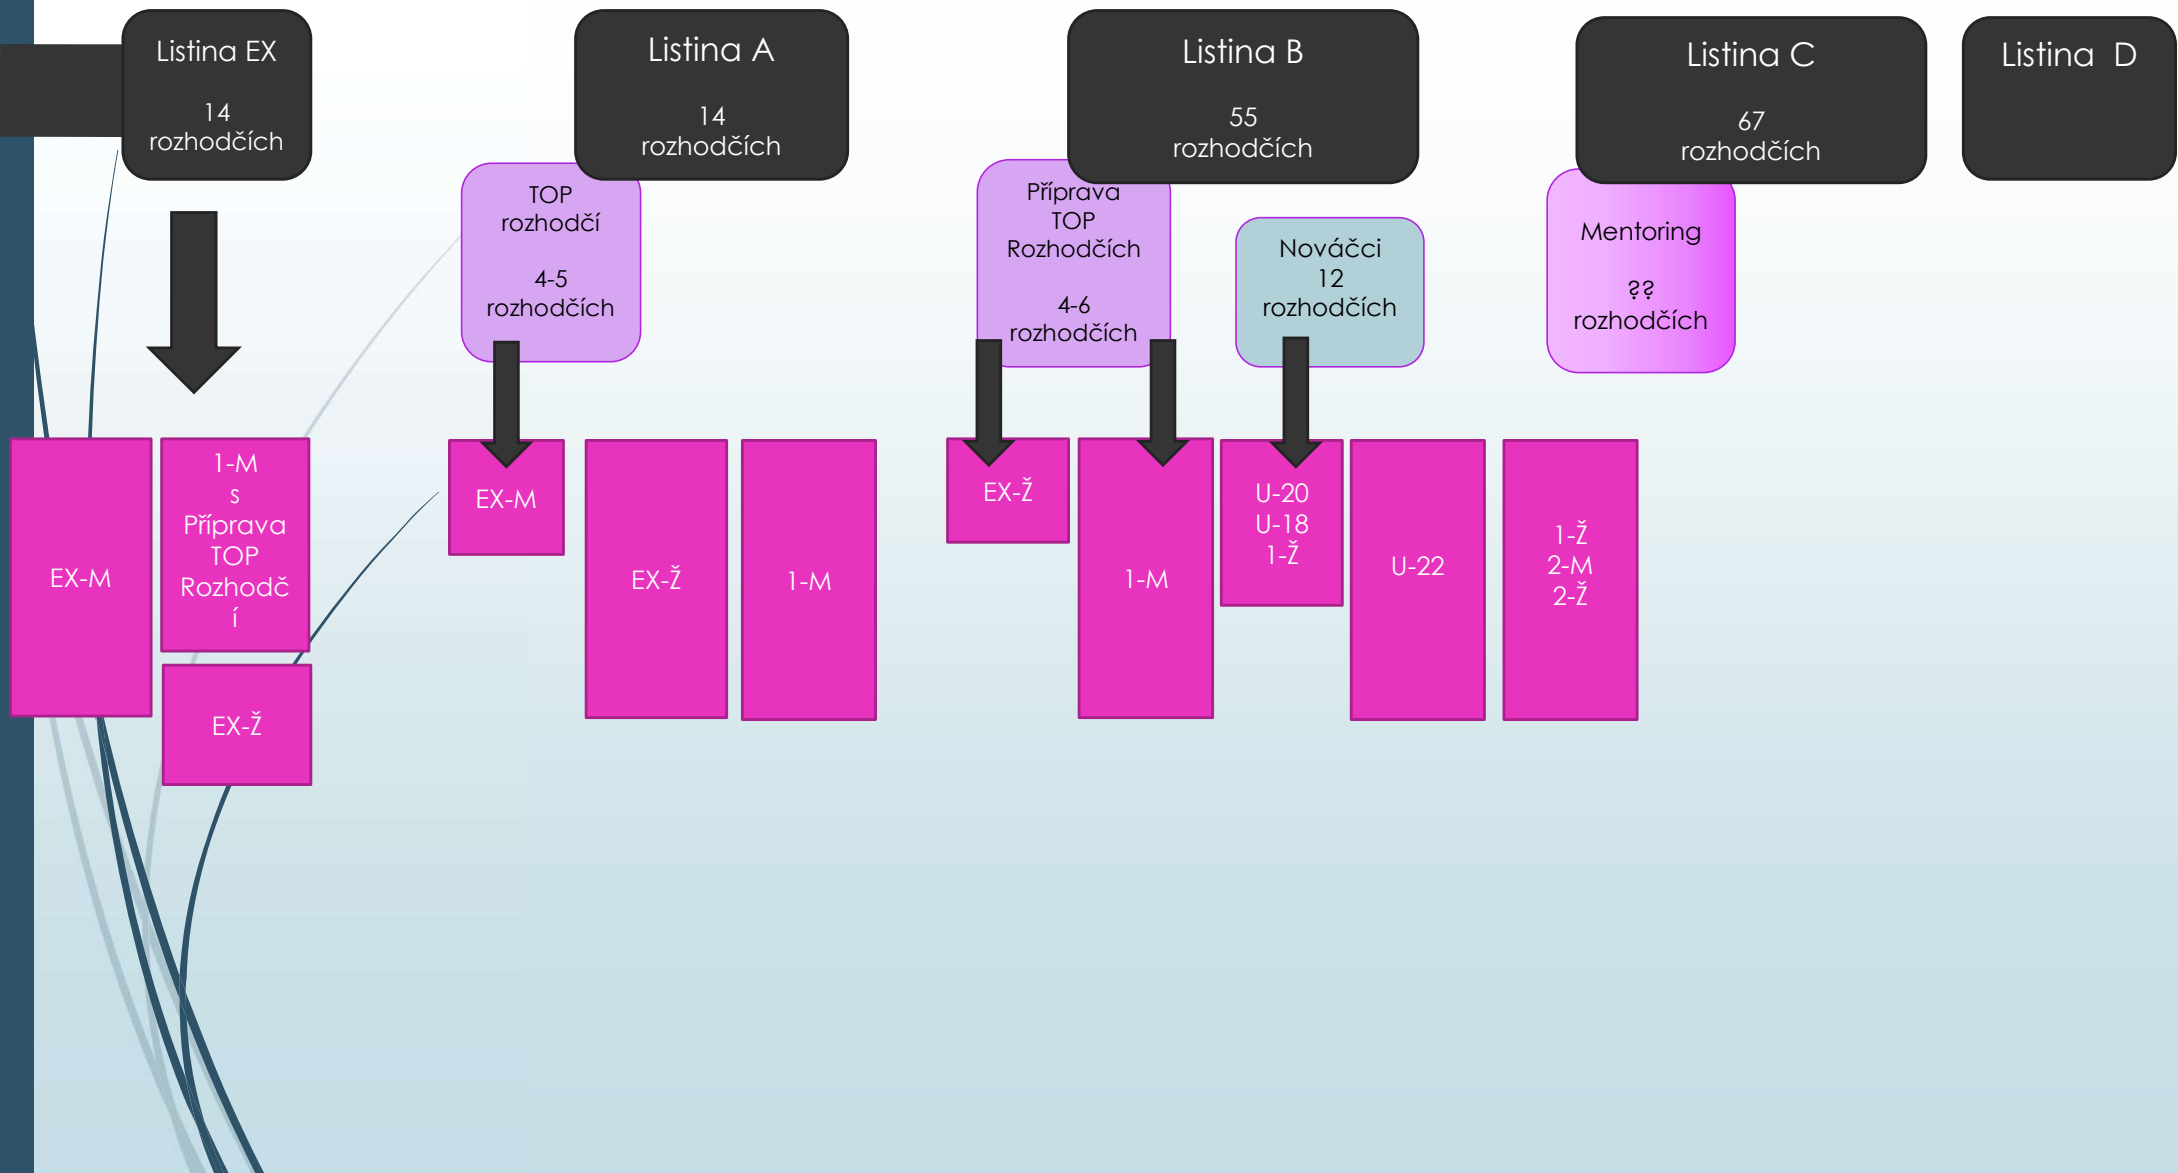 Listina EX
14
rozhodčích
Listina A
14
rozhodčích
Listina B
55
rozhodčích
Listina C
67
rozhodčích
Listina  D
TOP
rozhodčí
4-5
rozhodčích
Příprava
TOP
Rozhodčích
4-6
rozhodčích
Nováčci
12
rozhodčích
Mentoring
??
rozhodčích
EX-M
1-M
s
Příprava
TOP
Rozhodč
í
EX-Ž
EX-M
EX-Ž
1-M
EX-Ž
1-M
U-20
U-18
1-Ž
U-22
1-Ž
2-M
2-Ž